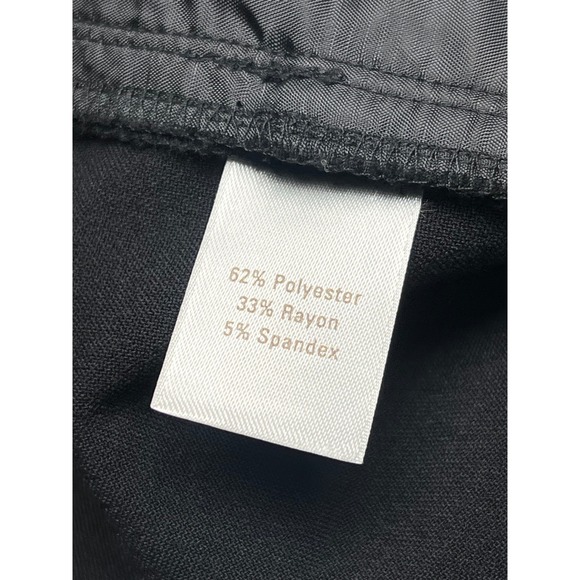 62% Polyester
33% Rayon
5% Spandex